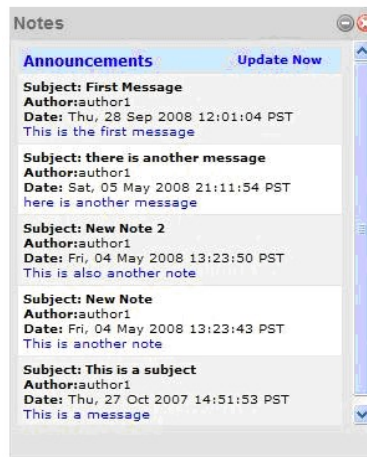 Notes
Announcements Update Now
Subject: First Message
Author:author1
Date: Thu, 28 Sep 2008 12:01:04 PST
This is the first message
Subject: there is another message
Author:author1
Date: Sat, 05 May 2008 21:11:54 PST
here is another message
Subject: New Note 2
Author:author1
Date: Fri, 04 May 2008 13:23:50 PST
This is also another note
Subject: New Note
Author:author1
Date: Fri, 04 May 2008 13:23:43 PST
This is another note
Subject: This is a subject
Author:author1
Date: Thu, 27 Oct 2007 14:51:53 PST
This is a message